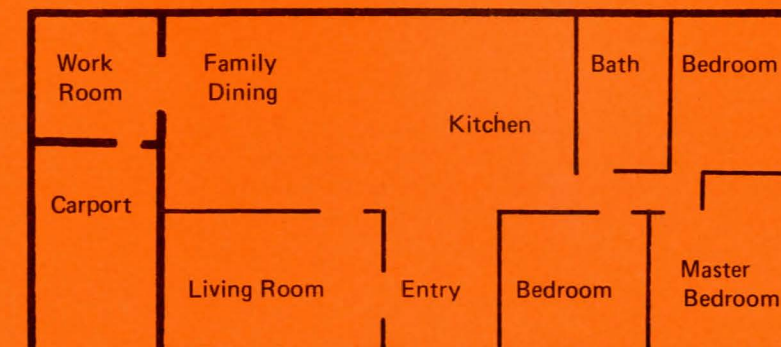 Work
Room
Family
Dining
Kitchen
Bath
Bedroom
Carport
Living Room
Entry
Bedroom
Master
Bedroom